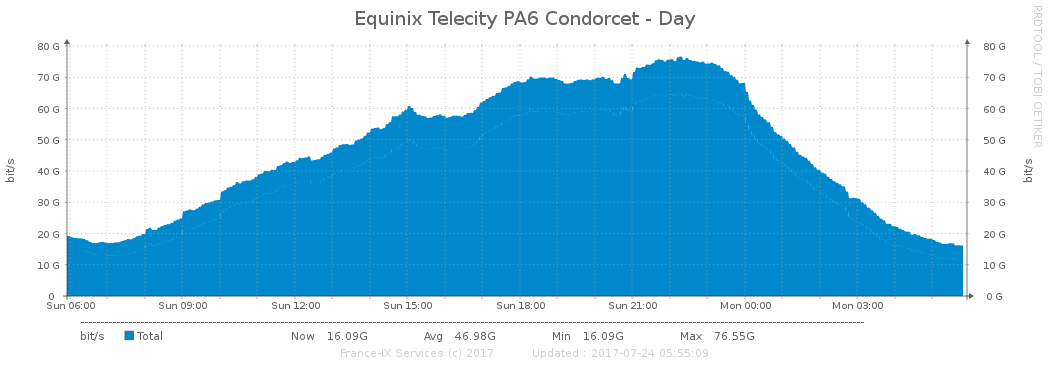 Equinix Telecity PA6 Condorcet - Day
RRDTOOL / TOBI OETIKER
bit/s
bit/s
80 G 80 G
70 G 70 G
60 G 60 G
50 G 50 G
40 G 40 G
30 G 30 G
20 G 20 G
10 G 10 G
0 0 G
Sun 06:00 Sun 09:00 Sun 12:00 Sun 15:00 Sun 18:00 Sun 21:00 Mon 00:00 Mon 03:00
bit/s Total Now 16.09G Avg 46.98G Min 16.09G Max 76.55G
France-IX Services (c) 2017 Updated : 2017-07-24 05:55:09